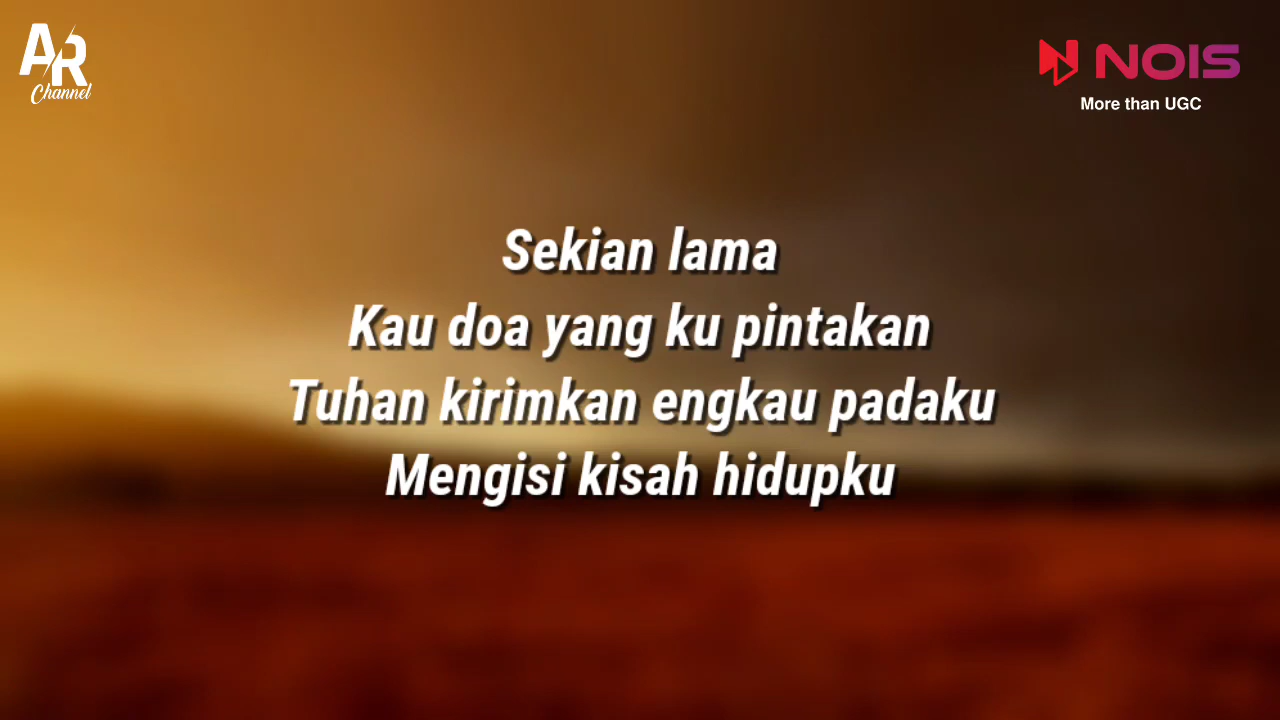 AR
Channel
NOIS
More than UGC
Sekian lama
Kau doa yang ku pintakan
Tuhan kirimkan engkau padaku
Mengisi kisah hidupku